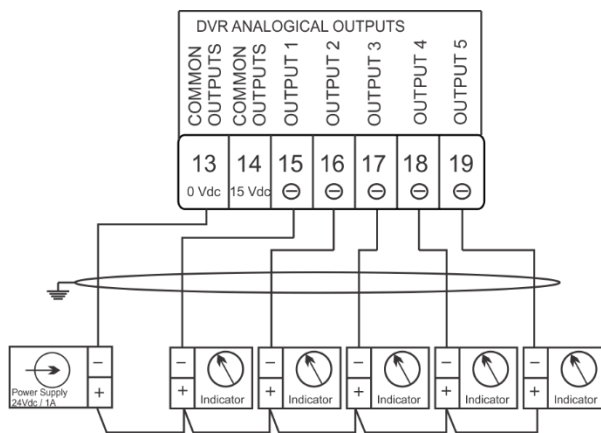 DVR ANALOGICAL OUTPUTS
COMMON
OUTPUTS
COMMON
OUTPUTS
OUTPUT 1
OUTPUT 2
OUTPUT 3
OUTPUT 4
OUTPUT 5
13 14 15 16 17 18 19
0 Vdc 15 Vdc
Power Supply
24Vdc / 1A
Indicator Indicator Indicator Indicator Indicator